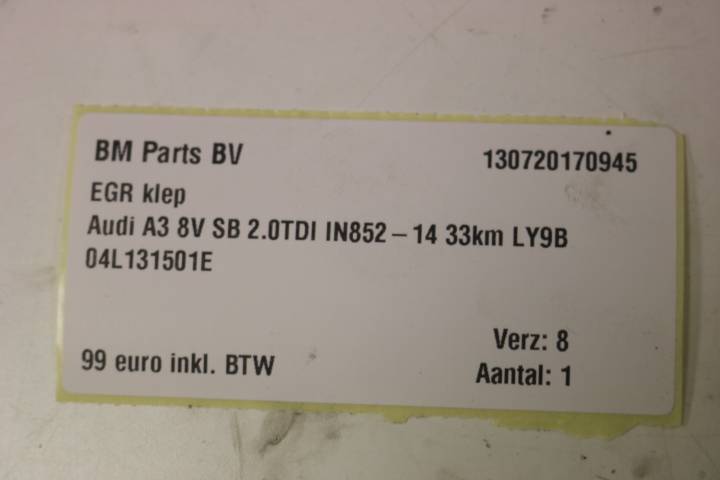 BM Parts BV 130720170945
EGR klep
Audi A3 8V SB 2.0TDI IN852 – 14 33km LY9B
04L131501E
Verz: 8
99 euro inkl. BTW Aantal: 1